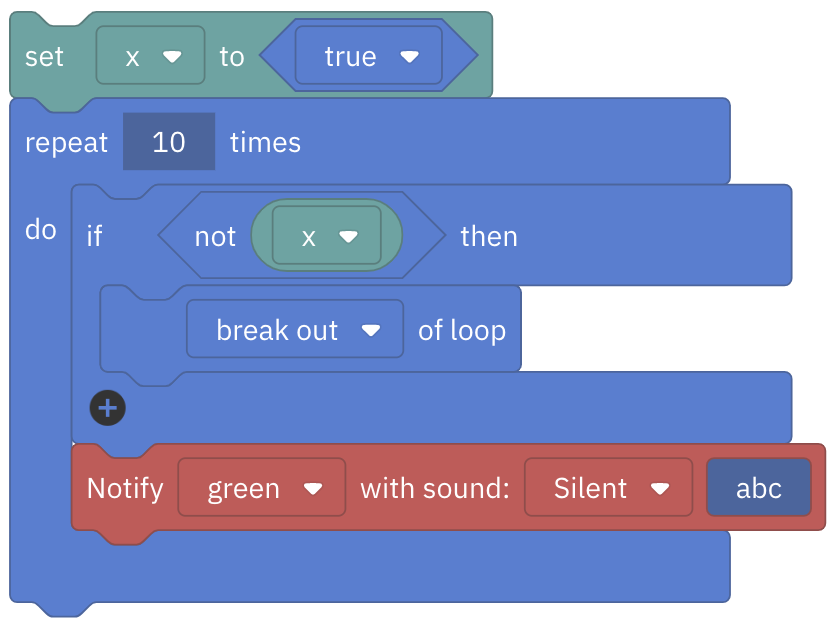 set x to true
repeat 10 times
do if not x then
break out of loop
+
Notify green with sound: Silent abc